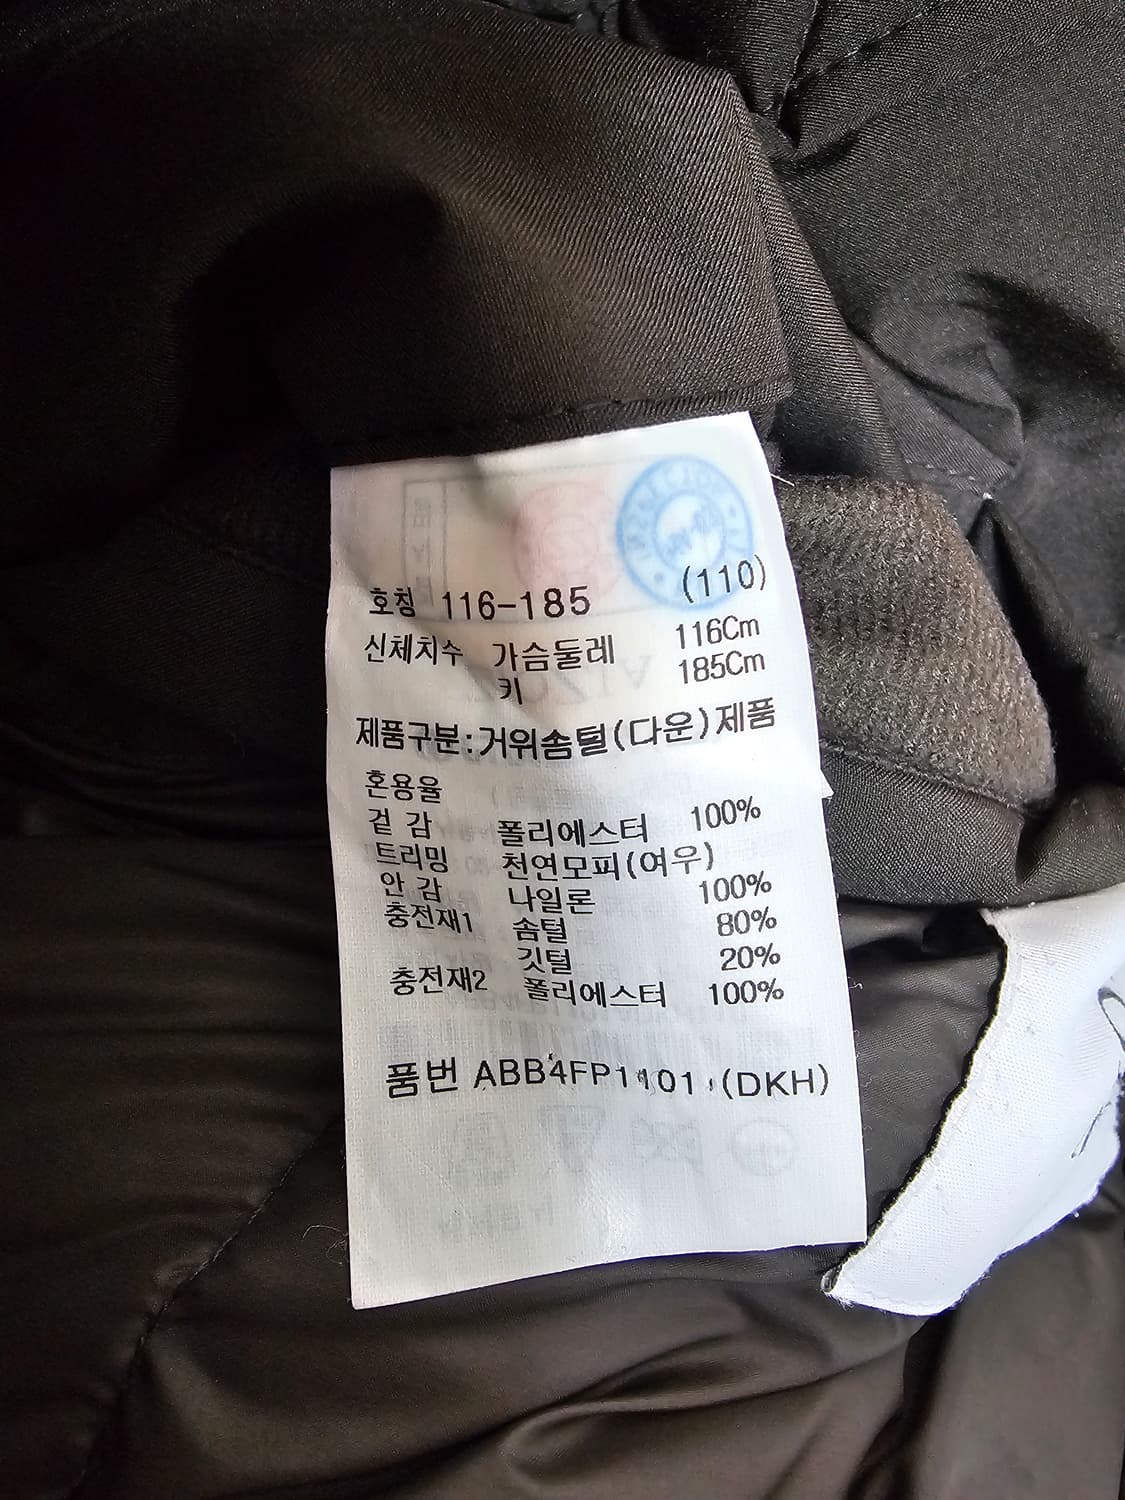 호칭 116-185 (110)
신체치수 가슴둘레 116Cm
키 185Cm
제품구분:거위솜털(다운)제품
혼용율
겉 감 폴리에스터 100%
트리밍 천연모피(여우)
안 감 나일론 100%
충전재1 솜털 80%
깃털 20%
충전재2 폴리에스터 100%
품번 ABB4FP1101 (DKH)